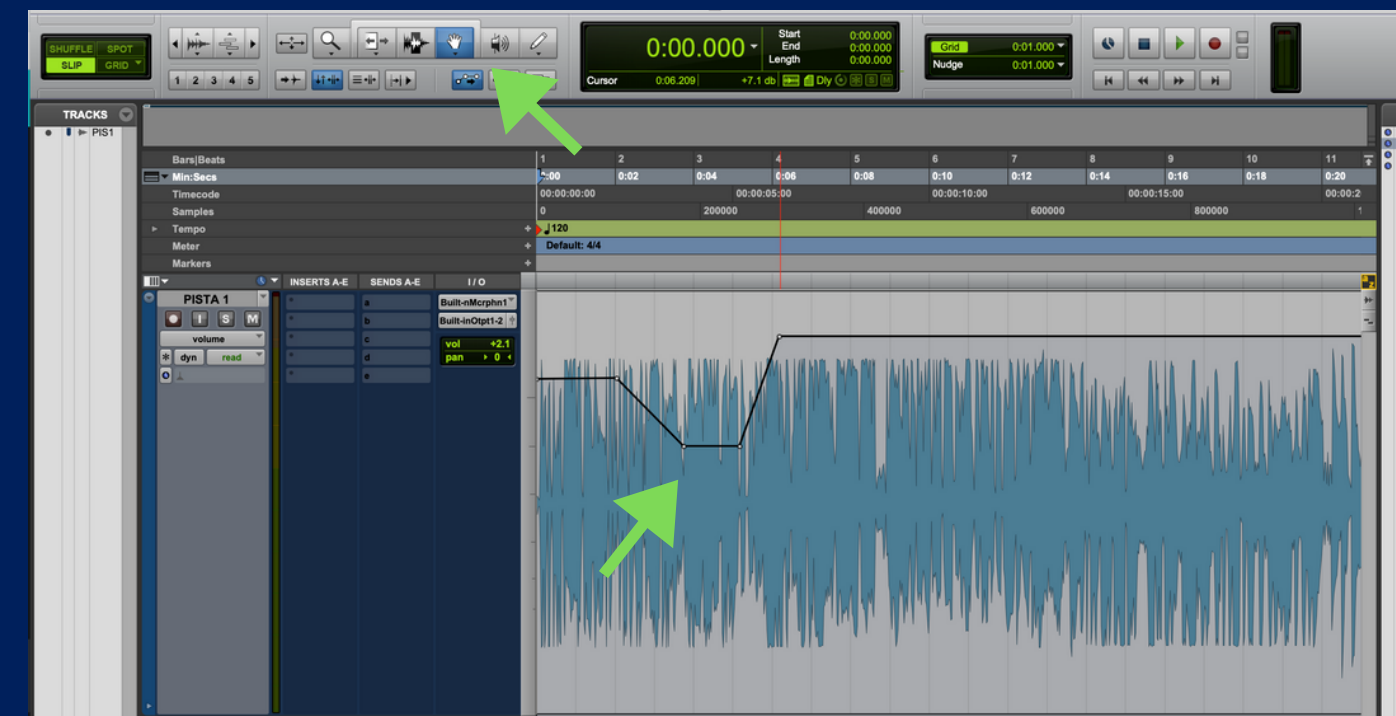 SHUFFLE SPOT
SLIP GRID
1 2 3 4 5
0:00.000
Start 0:00.000
End 0:00.000
Length 0:00.000
Cursor 0:06.209 +7.1 db Dly S M
Grid 0:01.000
Nudge 0:01.000
TRACKS
PIS1
Bars|Beats 1 2 3 4 5 6 7 8 9 10 11
Min:Secs :00 0:02 0:04 0:06 0:08 0:10 0:12 0:14 0:16 0:18 0:20
Timecode 00:00:00:00 00:00:05:00 00:00:10:00 00:00:15:00 00:00:2
Samples 0 200000 400000 600000 800000 1
Tempo + 120
Meter + Default: 4/4
Markers +
INSERTS A-E SENDS A-E I / O
PISTA 1
I S M
volume
dyn read
a
b
c
d
e
Built-nMcrphn1
Built-inOtpt1-2
vol +2.1
pan 0